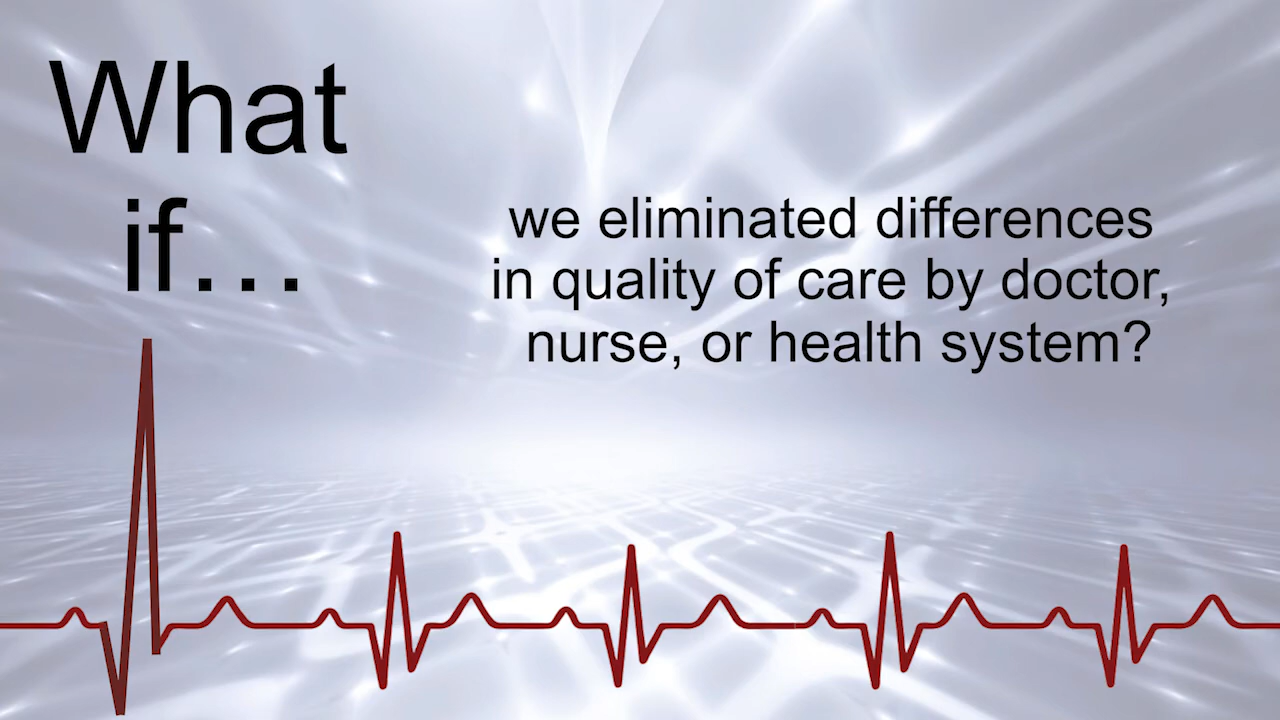 What
if…
we eliminated differences
in quality of care by doctor,
nurse, or health system?